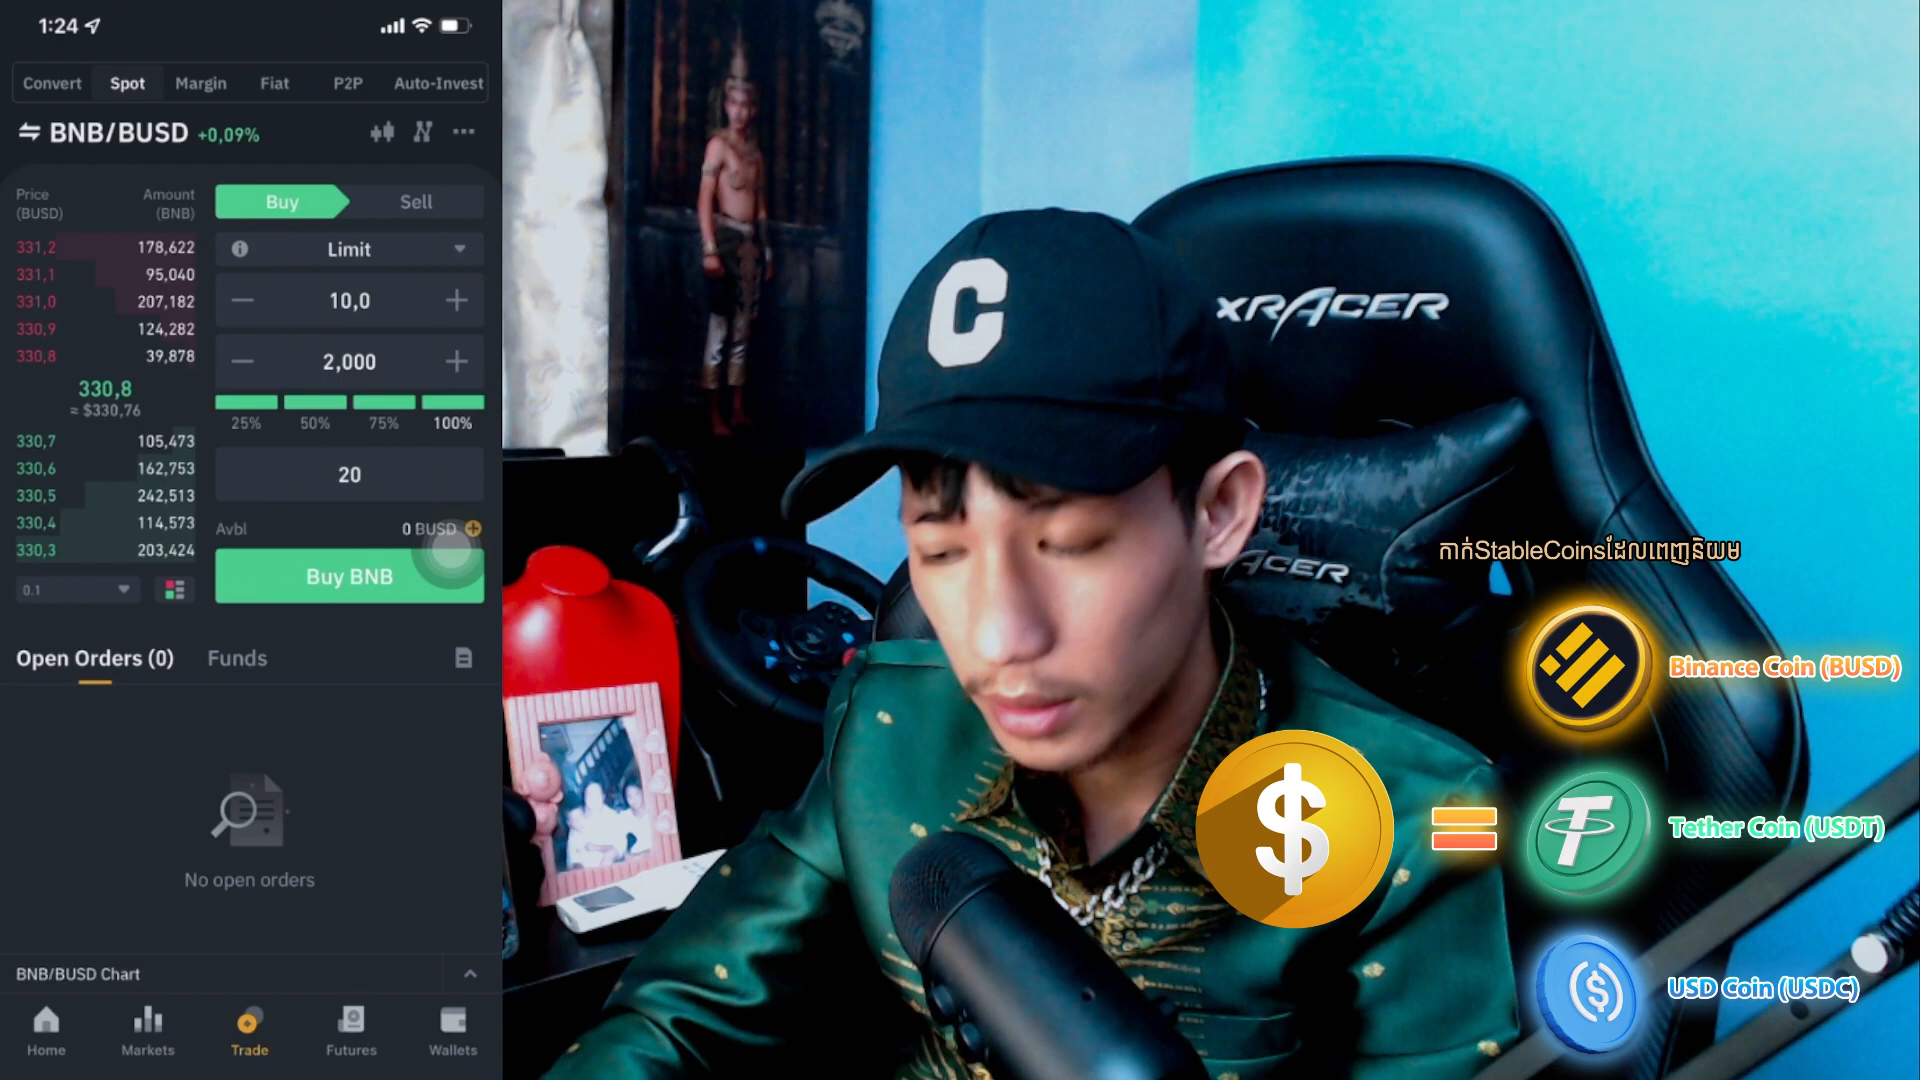 1:24
Convert Spot Margin Fiat P2P Auto-Invest
BNB/BUSD +0,09%
Price (BUSD) Amount (BNB)
331,2 178,622
331,1 95,040
331,0 207,182
330,9 124,282
330,8 39,878
330,8
≈ $330,76
330,7 105,473
330,6 162,753
330,5 242,513
330,4 114,573
330,3 203,424
0.1
Buy Sell
Limit
10,0
2,000
25% 50% 75% 100%
20
Avbl 0 BUSD
Buy BNB
Open Orders (0) Funds
No open orders
BNB/BUSD Chart
Home Markets Trade Futures Wallets
C
XRACER
ACER
កាក់StableCoinsដែលពេញនិយម
Binance Coin (BUSD)
Tether Coin (USDT)
USD Coin (USDC)